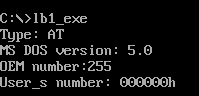 C:\>lb1_exe
Type: AT
MS DOS version: 5.0
OEM number:255
User_s number: 000000h